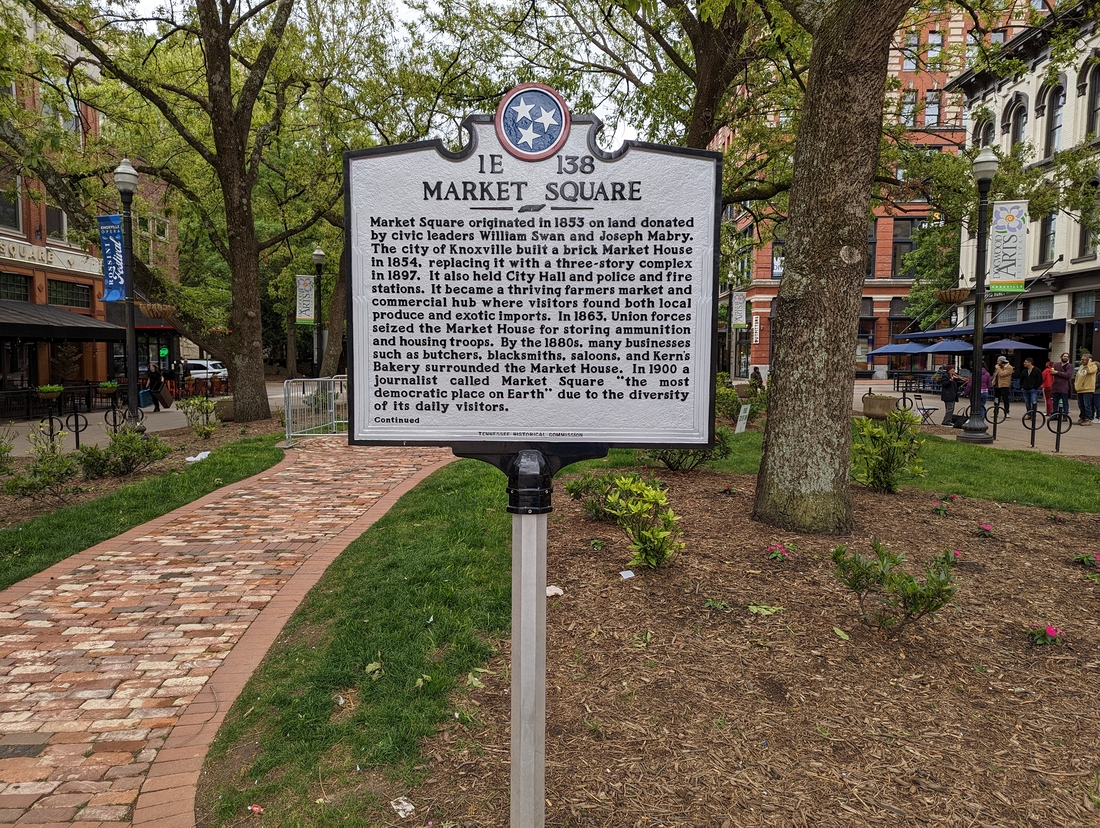 1E 138
MARKET SQUARE
Market Square originated in 1853 on land donated
by civic leaders William Swan and Joseph Mabry.
The city of Knoxville built a brick Market House
in 1854, replacing it with a three-story complex
in 1897. It also held City Hall and police and fire
stations. It became a thriving farmers market and
commercial hub where visitors found both local
produce and exotic imports. In 1863, Union forces
seized the Market House for storing ammunition
and housing troops. By the 1880s, many businesses
such as butchers, blacksmiths, saloons, and Kern's
Bakery surrounded the Market House. In 1900 a
journalist called Market Square "the most
democratic place on Earth" due to the diversity
of its daily visitors.
Continued
TENNESSEE HISTORICAL COMMISSION
KNOXVILLE
OPERA
ROSSINI
Festival
SQUARE
DOGWOOD
ARTS
ARTS